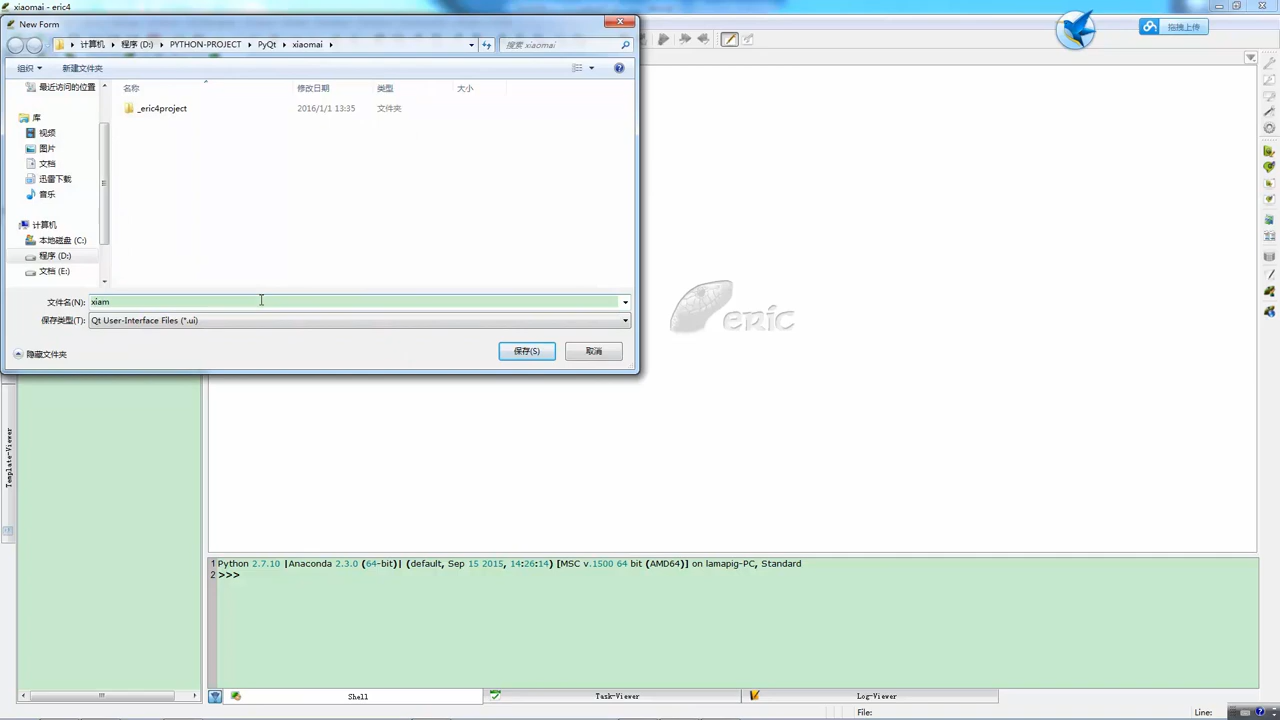 xiaomai - eric4
New Form
计算机 程序 (D:) PYTHON-PROJECT PyQt xiaomai
搜索 xiaomai
拖拽上传
组织 新建文件夹
名称 修改日期 类型 大小
最近访问的位置
_eric4project 2016/1/1 13:35 文件夹
库
视频
图片
文档
迅雷下载
音乐
计算机
本地磁盘 (C:)
程序 (D:)
文档 (E:)
文件名(N): xiam
保存类型(T): Qt User-Interface Files (*.ui)
隐藏文件夹 保存(S) 取消
eric
Template-Viewer
1 Python 2.7.10 |Anaconda 2.3.0 (64-bit)| (default, Sep 15 2015, 14:26:14) [MSC v.1500 64 bit (AMD64)] on lamapig-PC, Standard
2 >>>
Shell Task-Viewer Log-Viewer
File: Line: